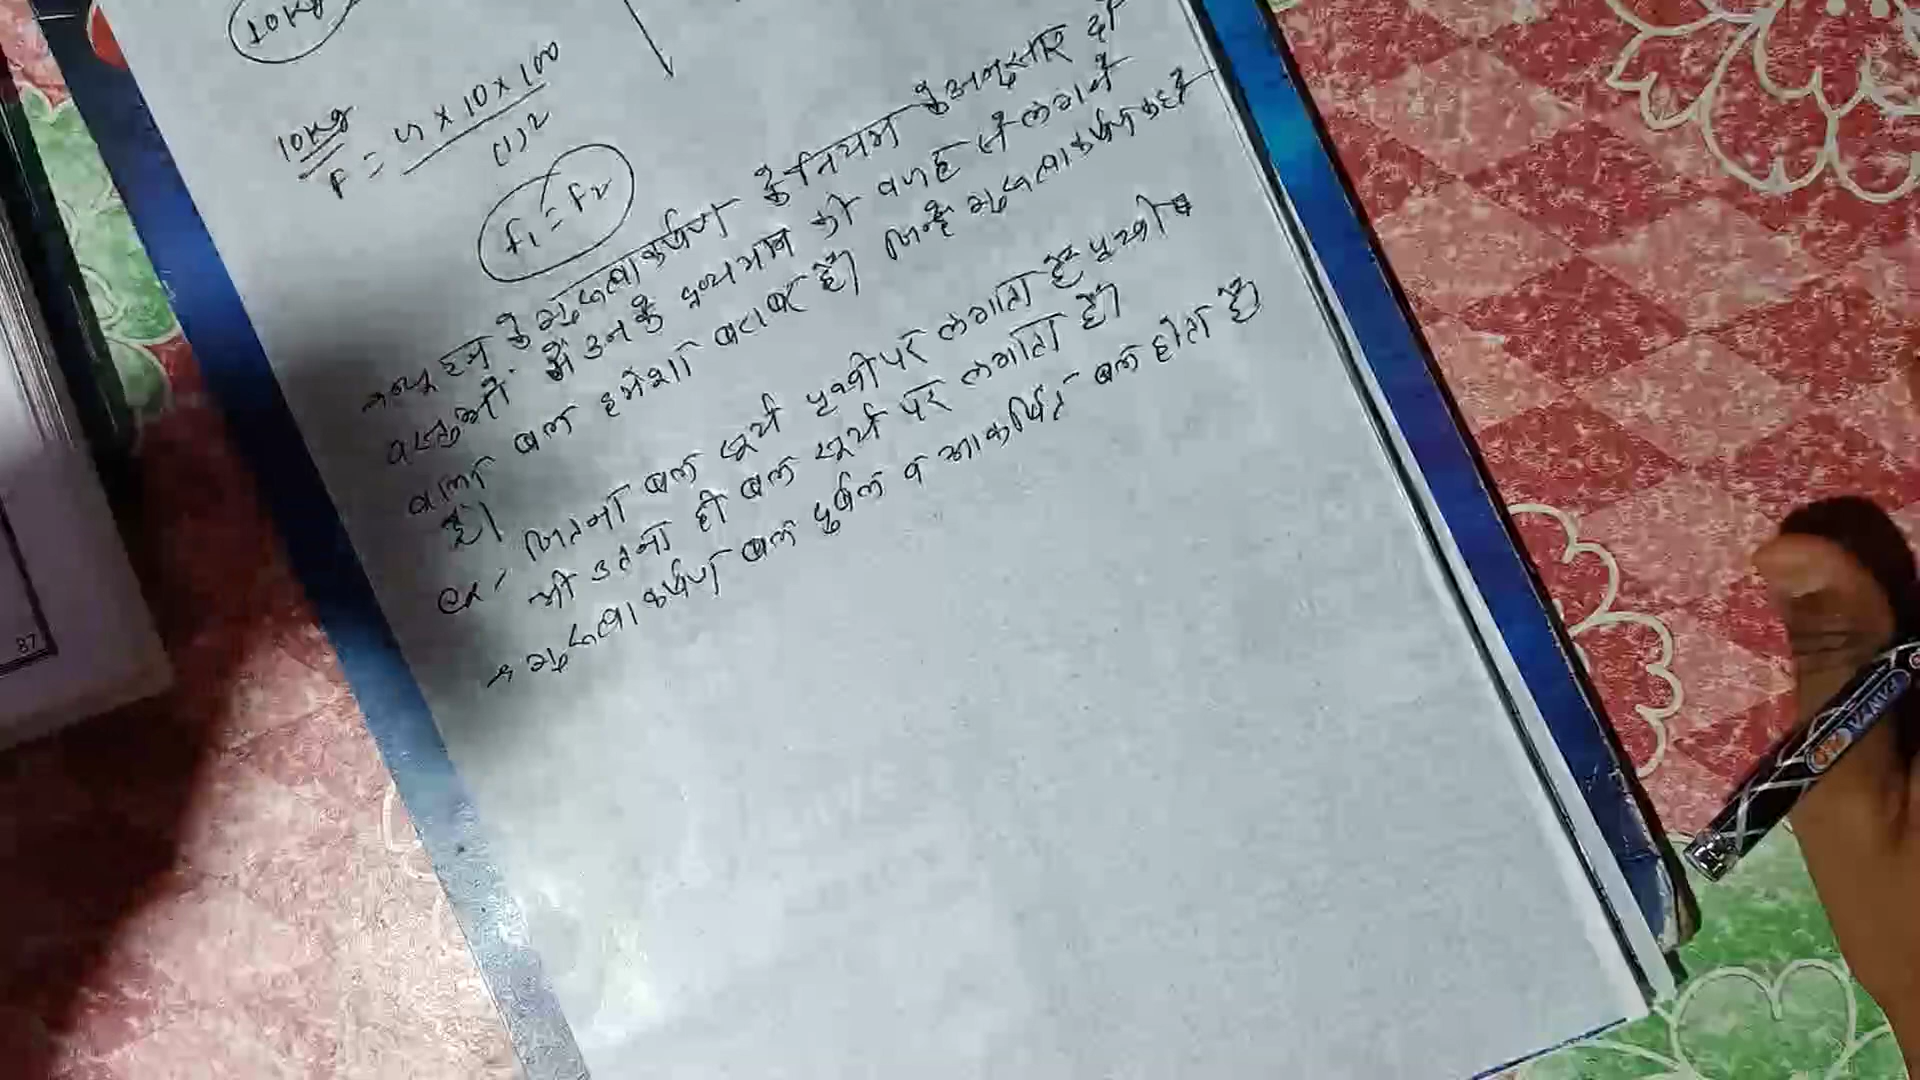 10Kg
10Kg
F = G × 10 × 100
(1)²
F₁ = F₂
→ न्यूटन के गुरुत्वाकर्षण के नियम के अनुसार दो
वस्तुओं में उनके द्रव्यमान की वजह से लगने
वाला बल हमेशा बराबर है। जिन्हें गुरुत्वाकर्षण कहते
है।
ex, जितना बल सूर्य पृथ्वी पर लगाता है पृथ्वी
भी उतना ही बल सूर्य पर लगाता है।
→ गुरुत्वाकर्षण बल दुर्बल व आकर्षित बल होता है
87